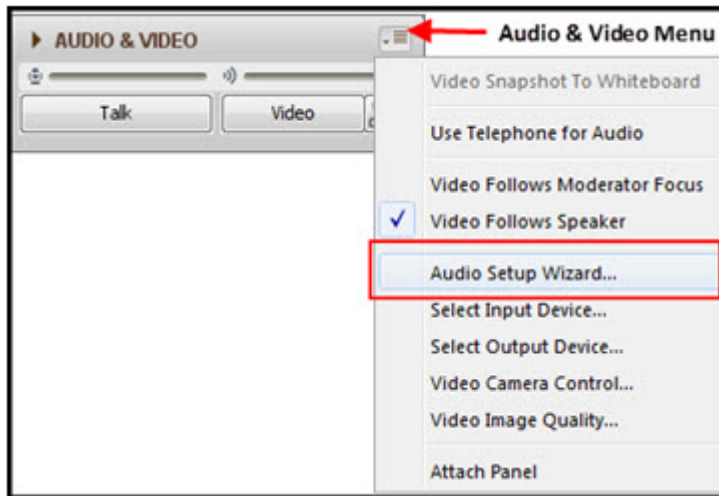 AUDIO & VIDEO
Audio & Video Menu
Talk
Video
Video Snapshot To Whiteboard
Use Telephone for Audio
Video Follows Moderator Focus
Video Follows Speaker
Audio Setup Wizard...
Select Input Device...
Select Output Device...
Video Camera Control...
Video Image Quality...
Attach Panel